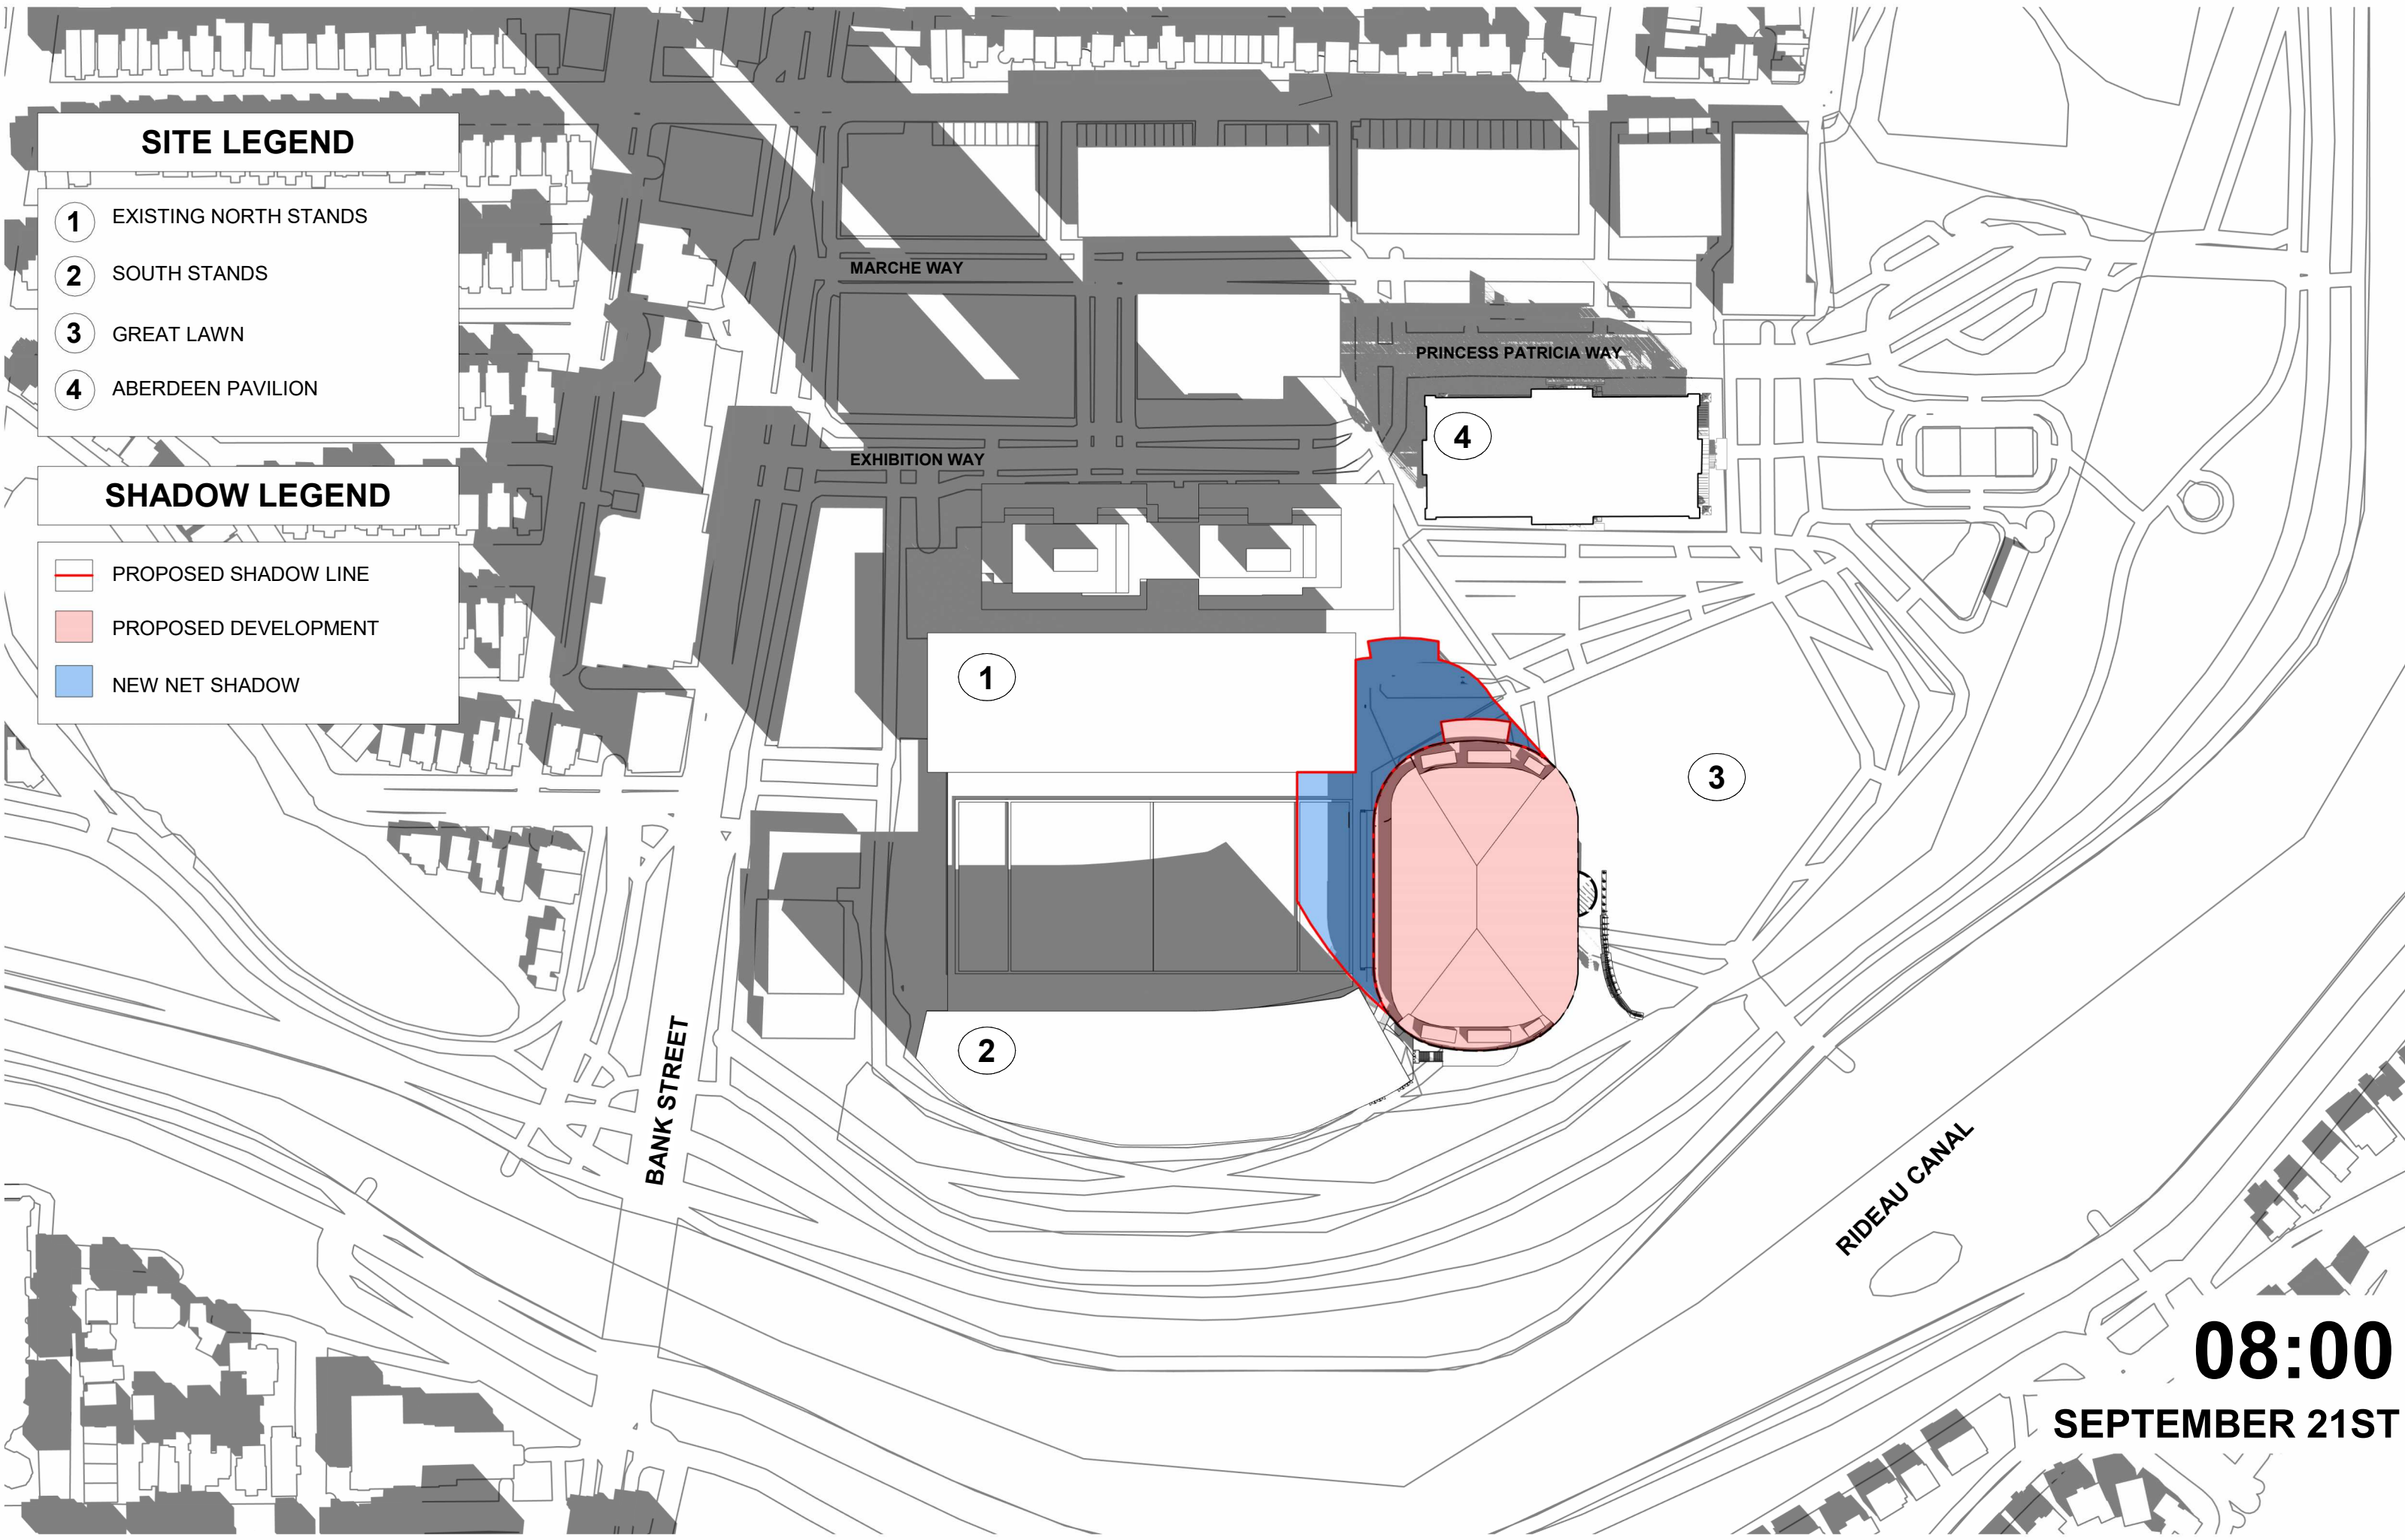 SITE LEGEND
1 EXISTING NORTH STANDS
2 SOUTH STANDS
3 GREAT LAWN
4 ABERDEEN PAVILION
SHADOW LEGEND
PROPOSED SHADOW LINE
PROPOSED DEVELOPMENT
NEW NET SHADOW
MARCHE WAY
PRINCESS PATRICIA WAY
4
EXHIBITION WAY
1
3
2
BANK STREET
RIDEAU CANAL
08:00
SEPTEMBER 21ST